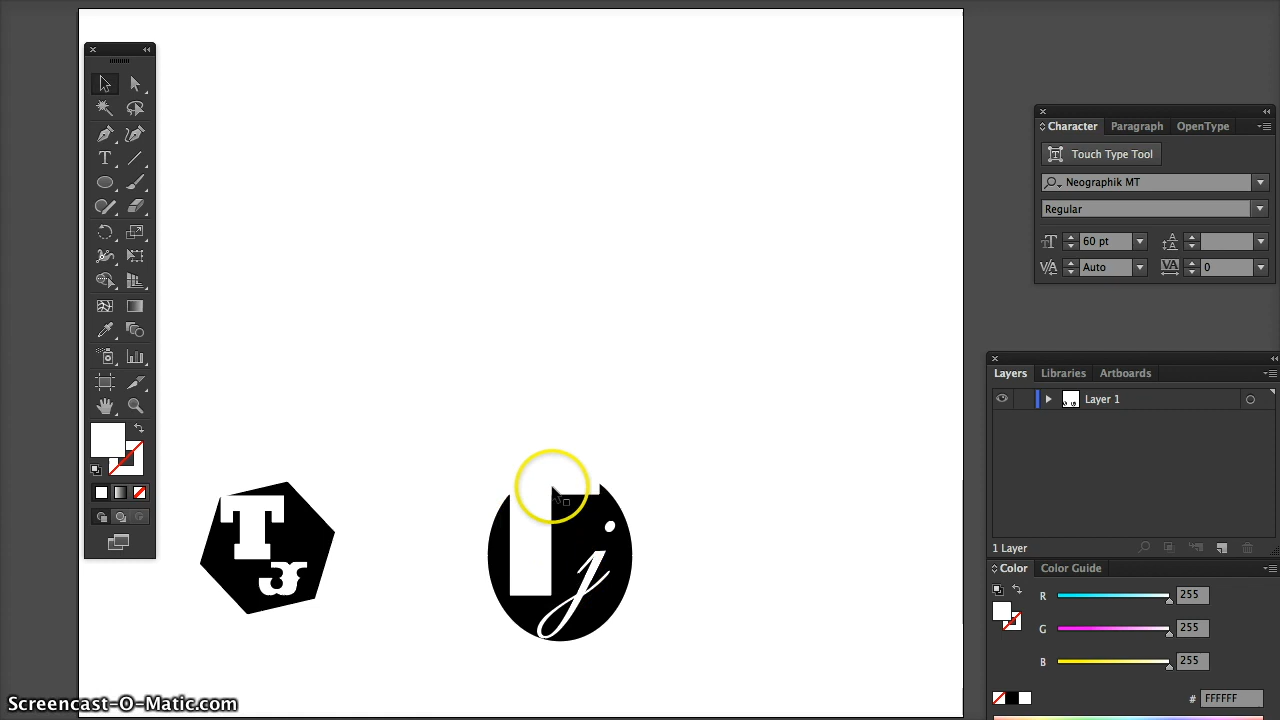 Character Paragraph OpenType
Touch Type Tool
Neographik MT
Regular
60 pt
Auto 0
Layers Libraries Artboards
Layer 1
1 Layer
Color Color Guide
R 255
G 255
B 255
# FFFFFF
T
j
Screencast-O-Matic.com